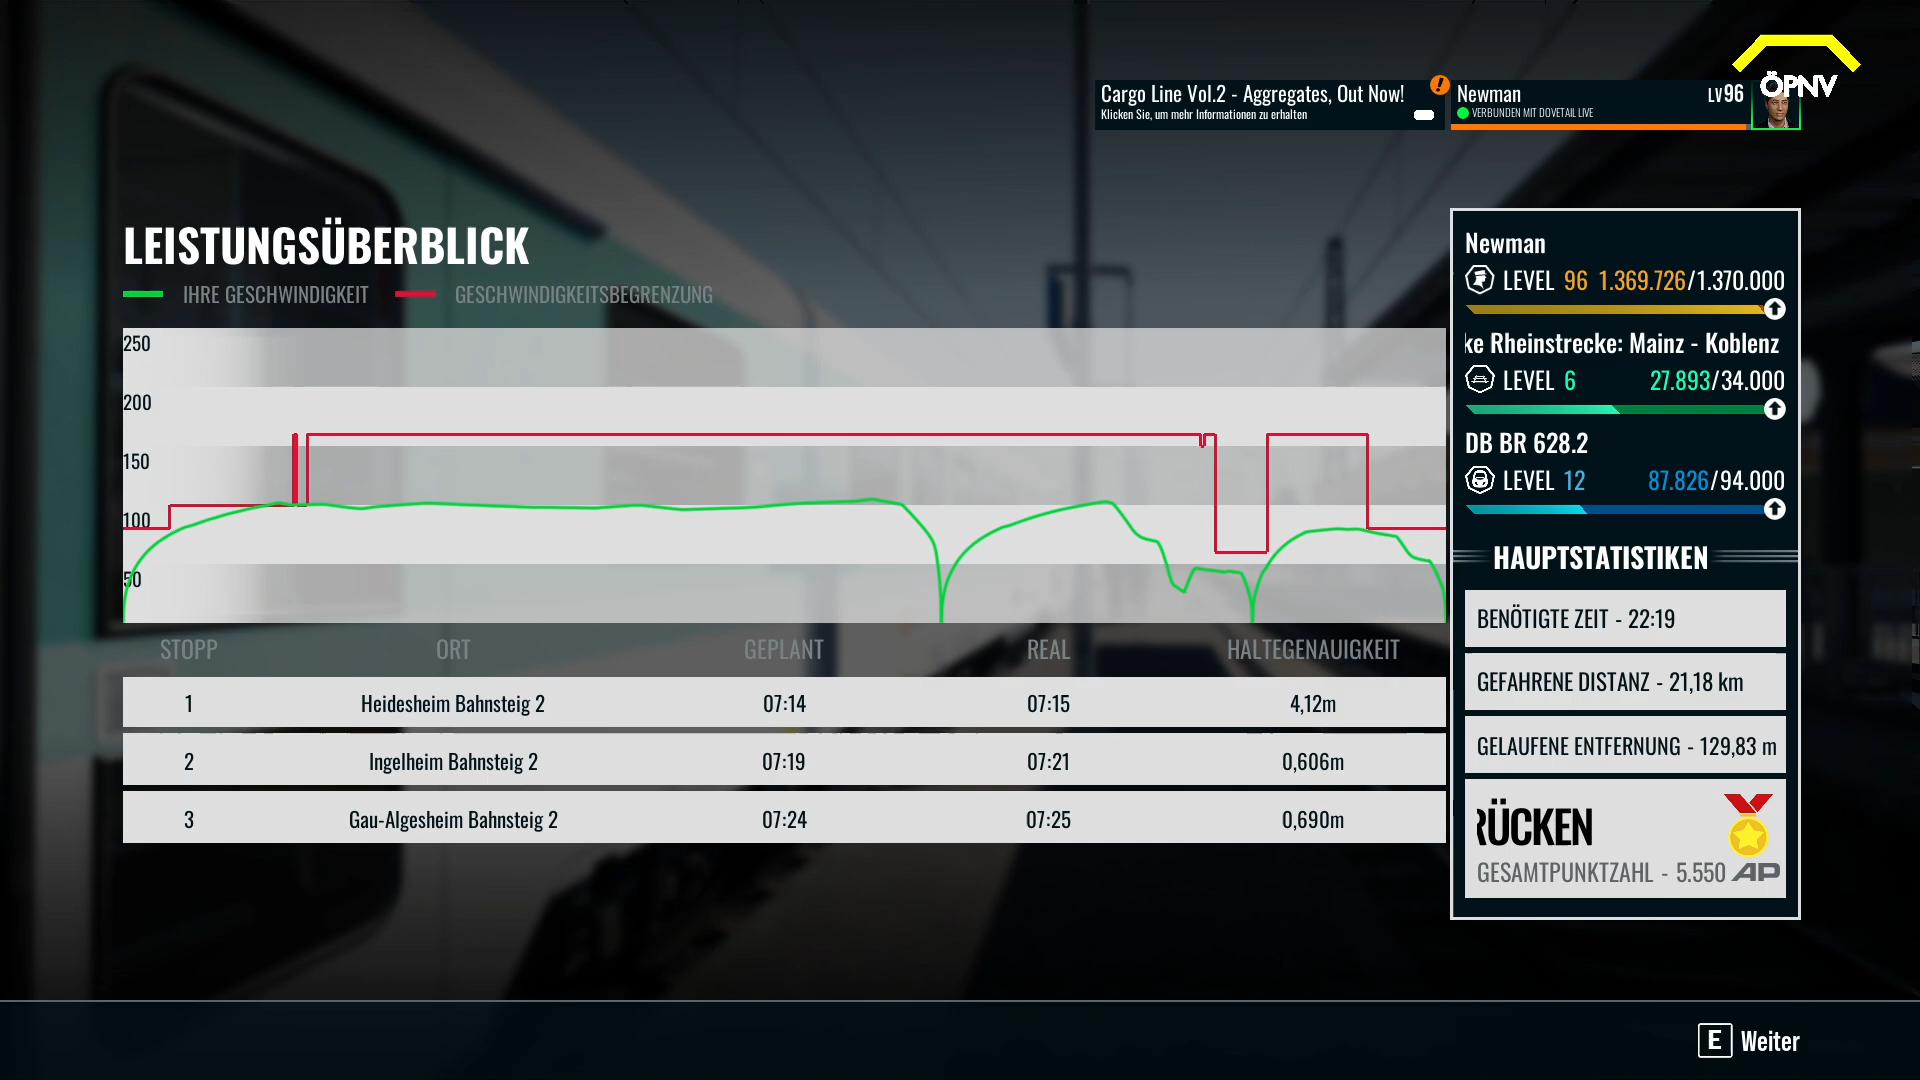 ÖPNV
Cargo Line Vol.2 - Aggregates, Out Now!
Klicken Sie, um mehr Informationen zu erhalten
!
Newman
LV 96
VERBUNDEN MIT DOVETAIL LIVE
LEISTUNGSÜBERBLICK
IHRE GESCHWINDIGKEIT GESCHWINDIGKEITSBEGRENZUNG
250
200
150
100
50
STOPP ORT GEPLANT REAL HALTEGENAUIGKEIT
1 Heidesheim Bahnsteig 2 07:14 07:15 4,12m
2 Ingelheim Bahnsteig 2 07:19 07:21 0,606m
3 Gau-Algesheim Bahnsteig 2 07:24 07:25 0,690m
Newman
LEVEL 96 1.369.726/1.370.000
ke Rheinstrecke: Mainz - Koblenz
LEVEL 6 27.893/34.000
DB BR 628.2
LEVEL 12 87.826/94.000
HAUPTSTATISTIKEN
BENÖTIGTE ZEIT - 22:19
GEFAHRENE DISTANZ - 21,18 km
GELAUFENE ENTFERNUNG - 129,83 m
RÜCKEN
GESAMTPUNKTZAHL - 5.550 AP
E Weiter